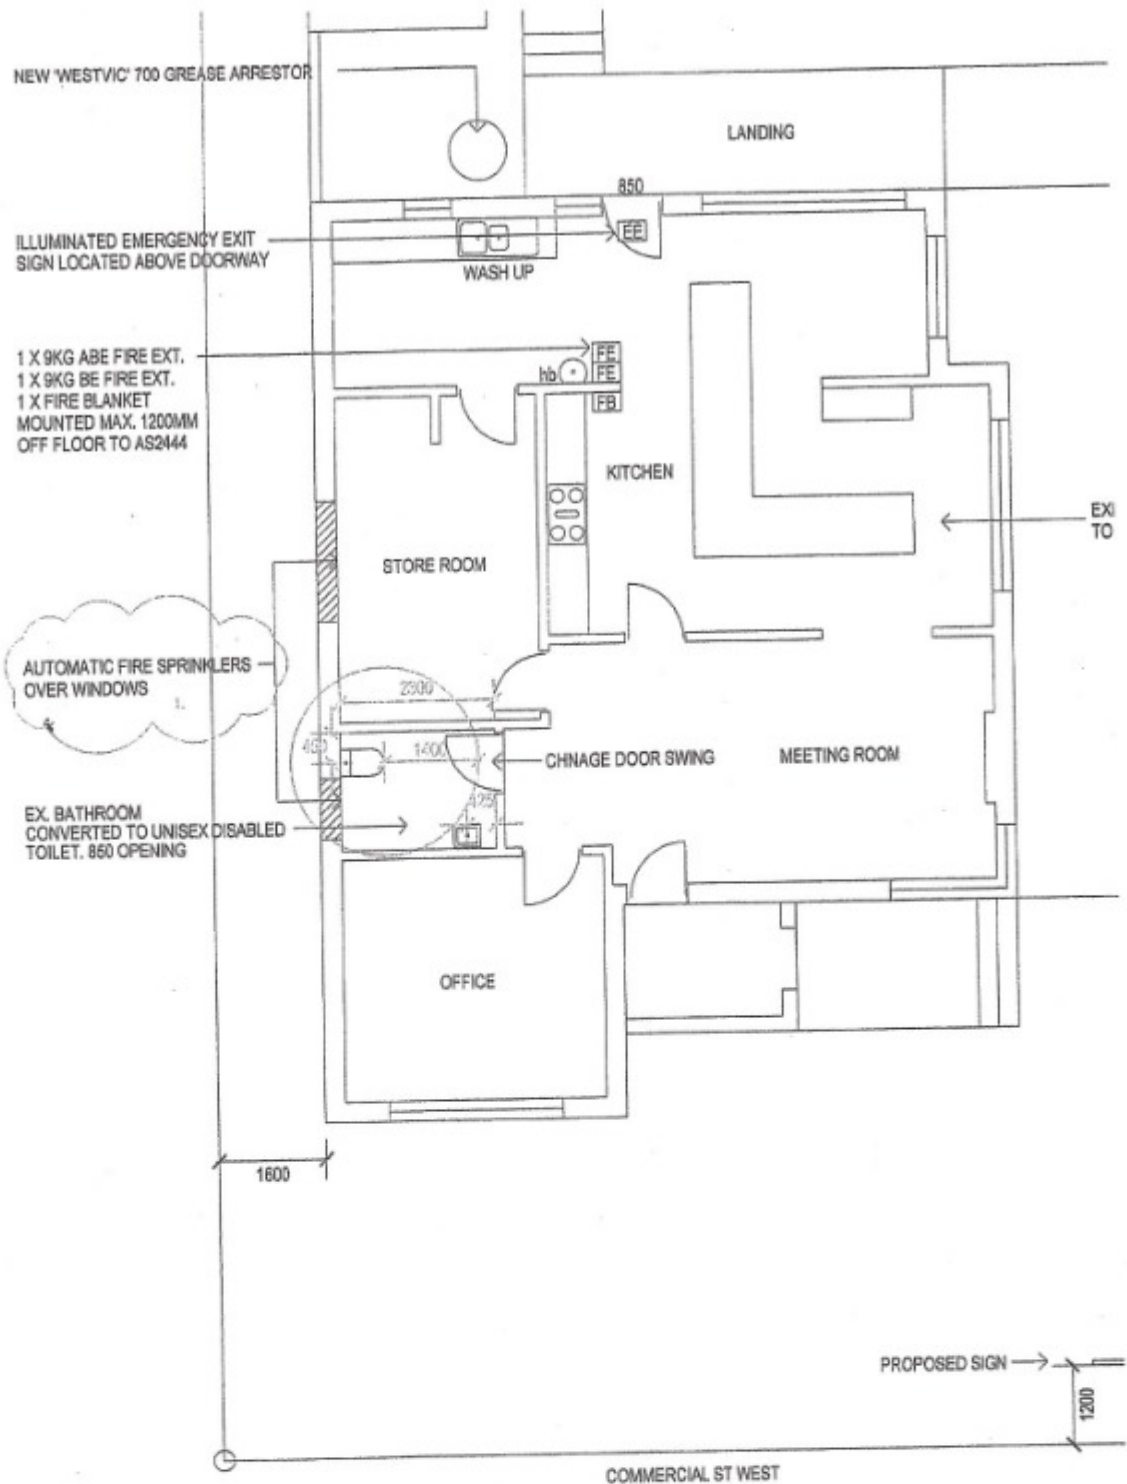 NEW 'WESTVIC' 700 GREASE ARRESTOR
LANDING
850
ILLUMINATED EMERGENCY EXIT
SIGN LOCATED ABOVE DOORWAY
EE
WASH UP
1 X 9KG ABE FIRE EXT.
1 X 9KG BE FIRE EXT.
1 X FIRE BLANKET
MOUNTED MAX. 1200MM
OFF FLOOR TO AS2444
FE
hb
FE
FB
KITCHEN
EXI
TO
STORE ROOM
AUTOMATIC FIRE SPRINKLERS
OVER WINDOWS
1.
2300
450
1400
CHNAGE DOOR SWING
MEETING ROOM
425
EX. BATHROOM
CONVERTED TO UNISEX DISABLED
TOILET. 850 OPENING
OFFICE
1600
PROPOSED SIGN
1200
COMMERCIAL ST WEST